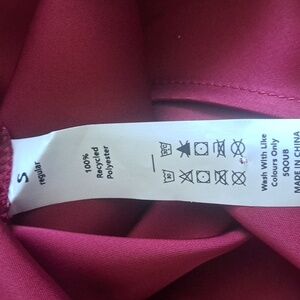 S
regular
100%
Recycled
Polyester
Wash With Like
Colours Only
SQOUB
MADE IN CHINA